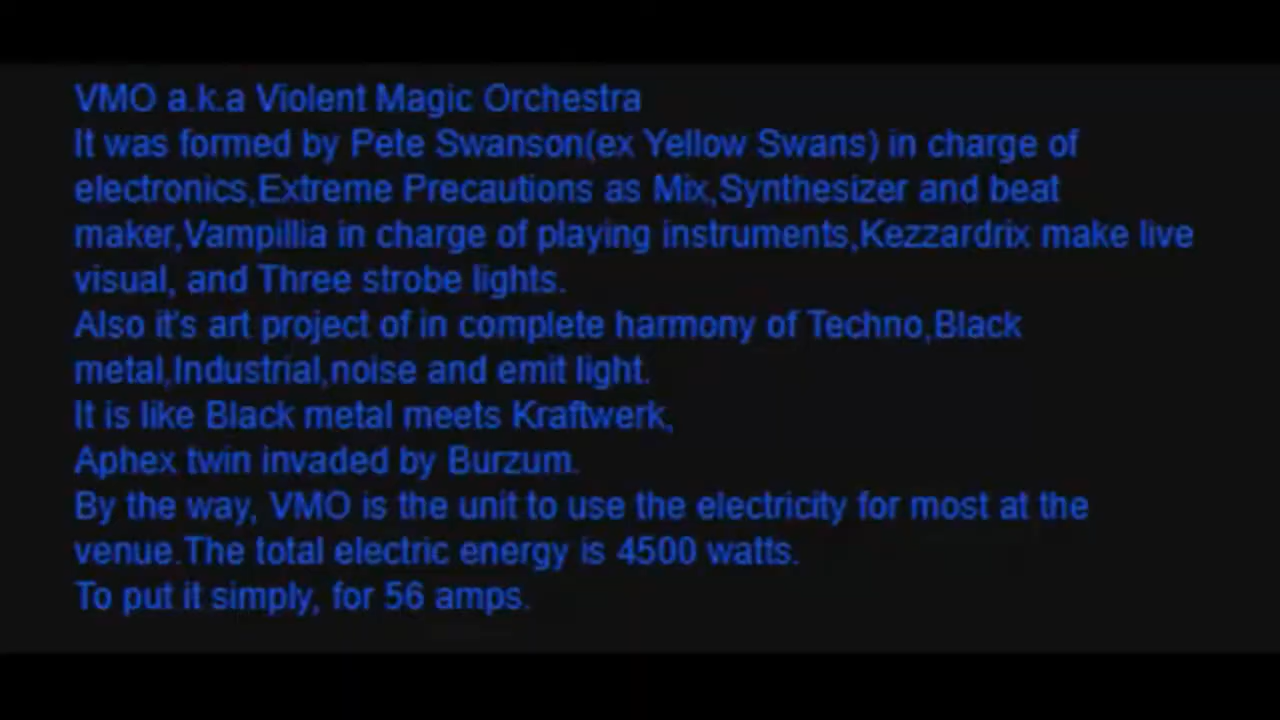 VMO a.k.a Violent Magic Orchestra
It was formed by Pete Swanson(ex Yellow Swans) in charge of
electronics,Extreme Precautions as Mix,Synthesizer and beat
maker,Vampillia in charge of playing instruments,Kezzardrix make live
visual, and Three strobe lights.
Also it's art project of in complete harmony of Techno,Black
metal,Industrial,noise and emit light.
It is like Black metal meets Kraftwerk,
Aphex twin invaded by Burzum.
By the way, VMO is the unit to use the electricity for most at the
venue.The total electric energy is 4500 watts.
To put it simply, for 56 amps.